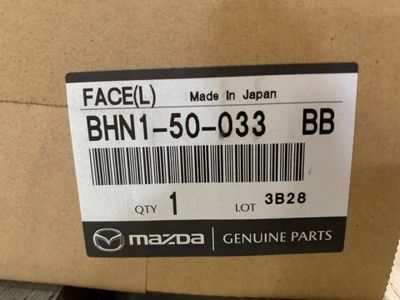 FACE(L) Made In Japan
BHN1-50-033 BB
QTY 1 LOT 3B28
mazda GENUINE PARTS